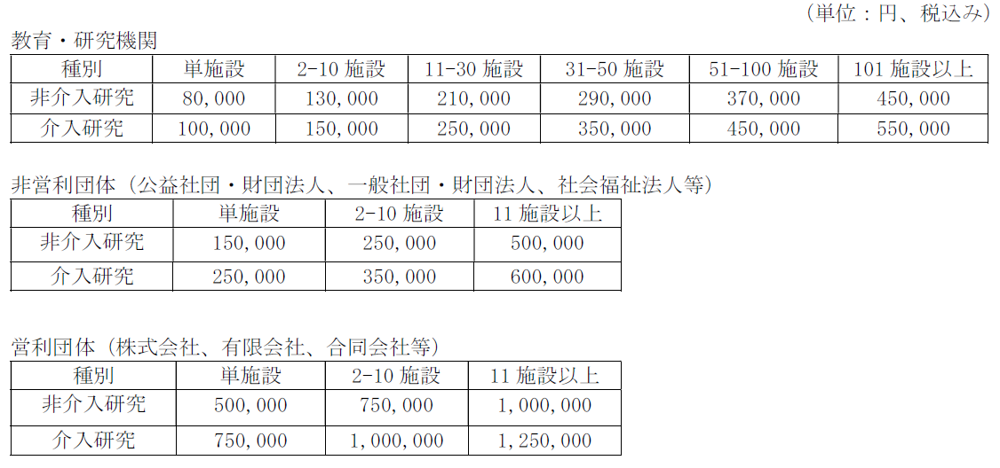 （単位：円、税込み）
教育・研究機関
種別 単施設 2-10 施設 11-30 施設 31-50 施設 51-100 施設 101 施設以上
非介入研究 80,000 130,000 210,000 290,000 370,000 450,000
介入研究 100,000 150,000 250,000 350,000 450,000 550,000
非営利団体（公益社団・財団法人、一般社団・財団法人、社会福祉法人等）
種別 単施設 2-10 施設 11 施設以上
非介入研究 150,000 250,000 500,000
介入研究 250,000 350,000 600,000
営利団体（株式会社、有限会社、合同会社等）
種別 単施設 2-10 施設 11 施設以上
非介入研究 500,000 750,000 1,000,000
介入研究 750,000 1,000,000 1,250,000